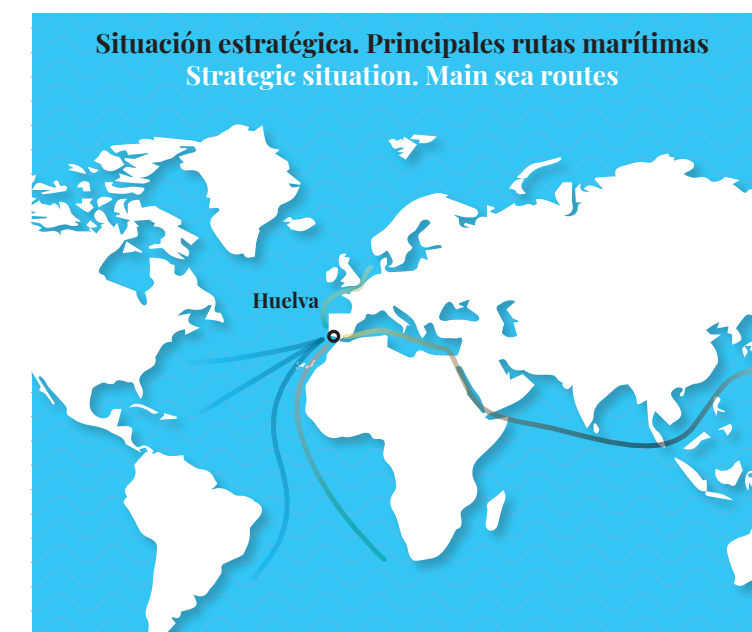 Situación estratégica. Principales rutas marítimas
Strategic situation. Main sea routes
Huelva